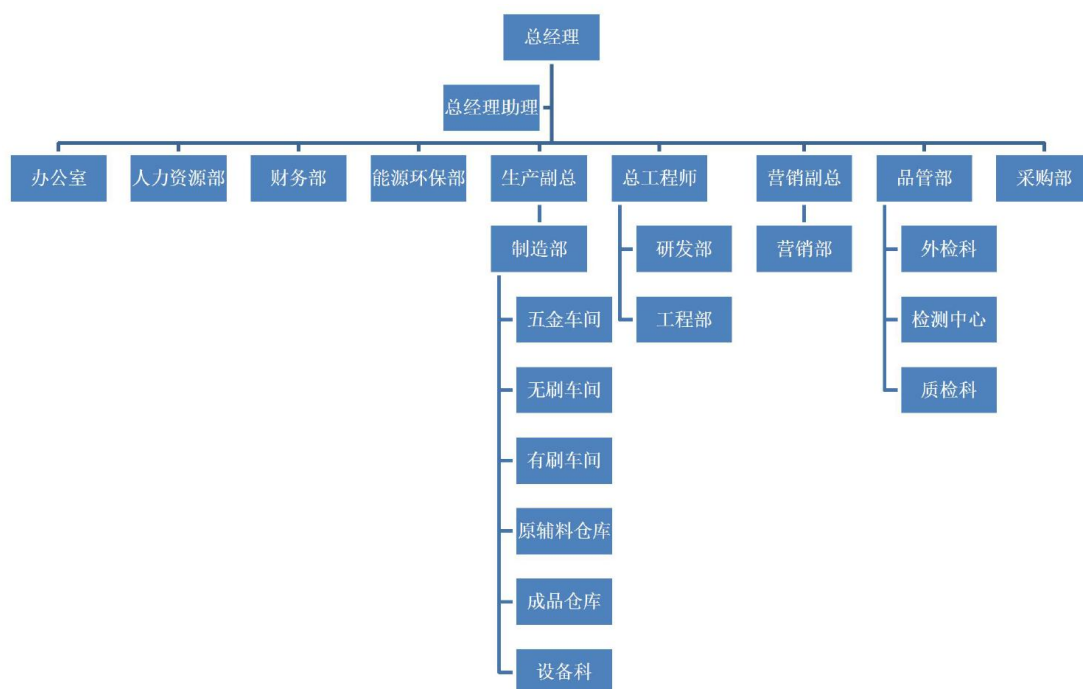 总经理
总经理助理
办公室
人力资源部
财务部
能源环保部
生产副总
总工程师
营销副总
品管部
采购部
制造部
研发部
营销部
外检科
五金车间
工程部
检测中心
无刷车间
质检科
有刷车间
原辅料仓库
成品仓库
设备科